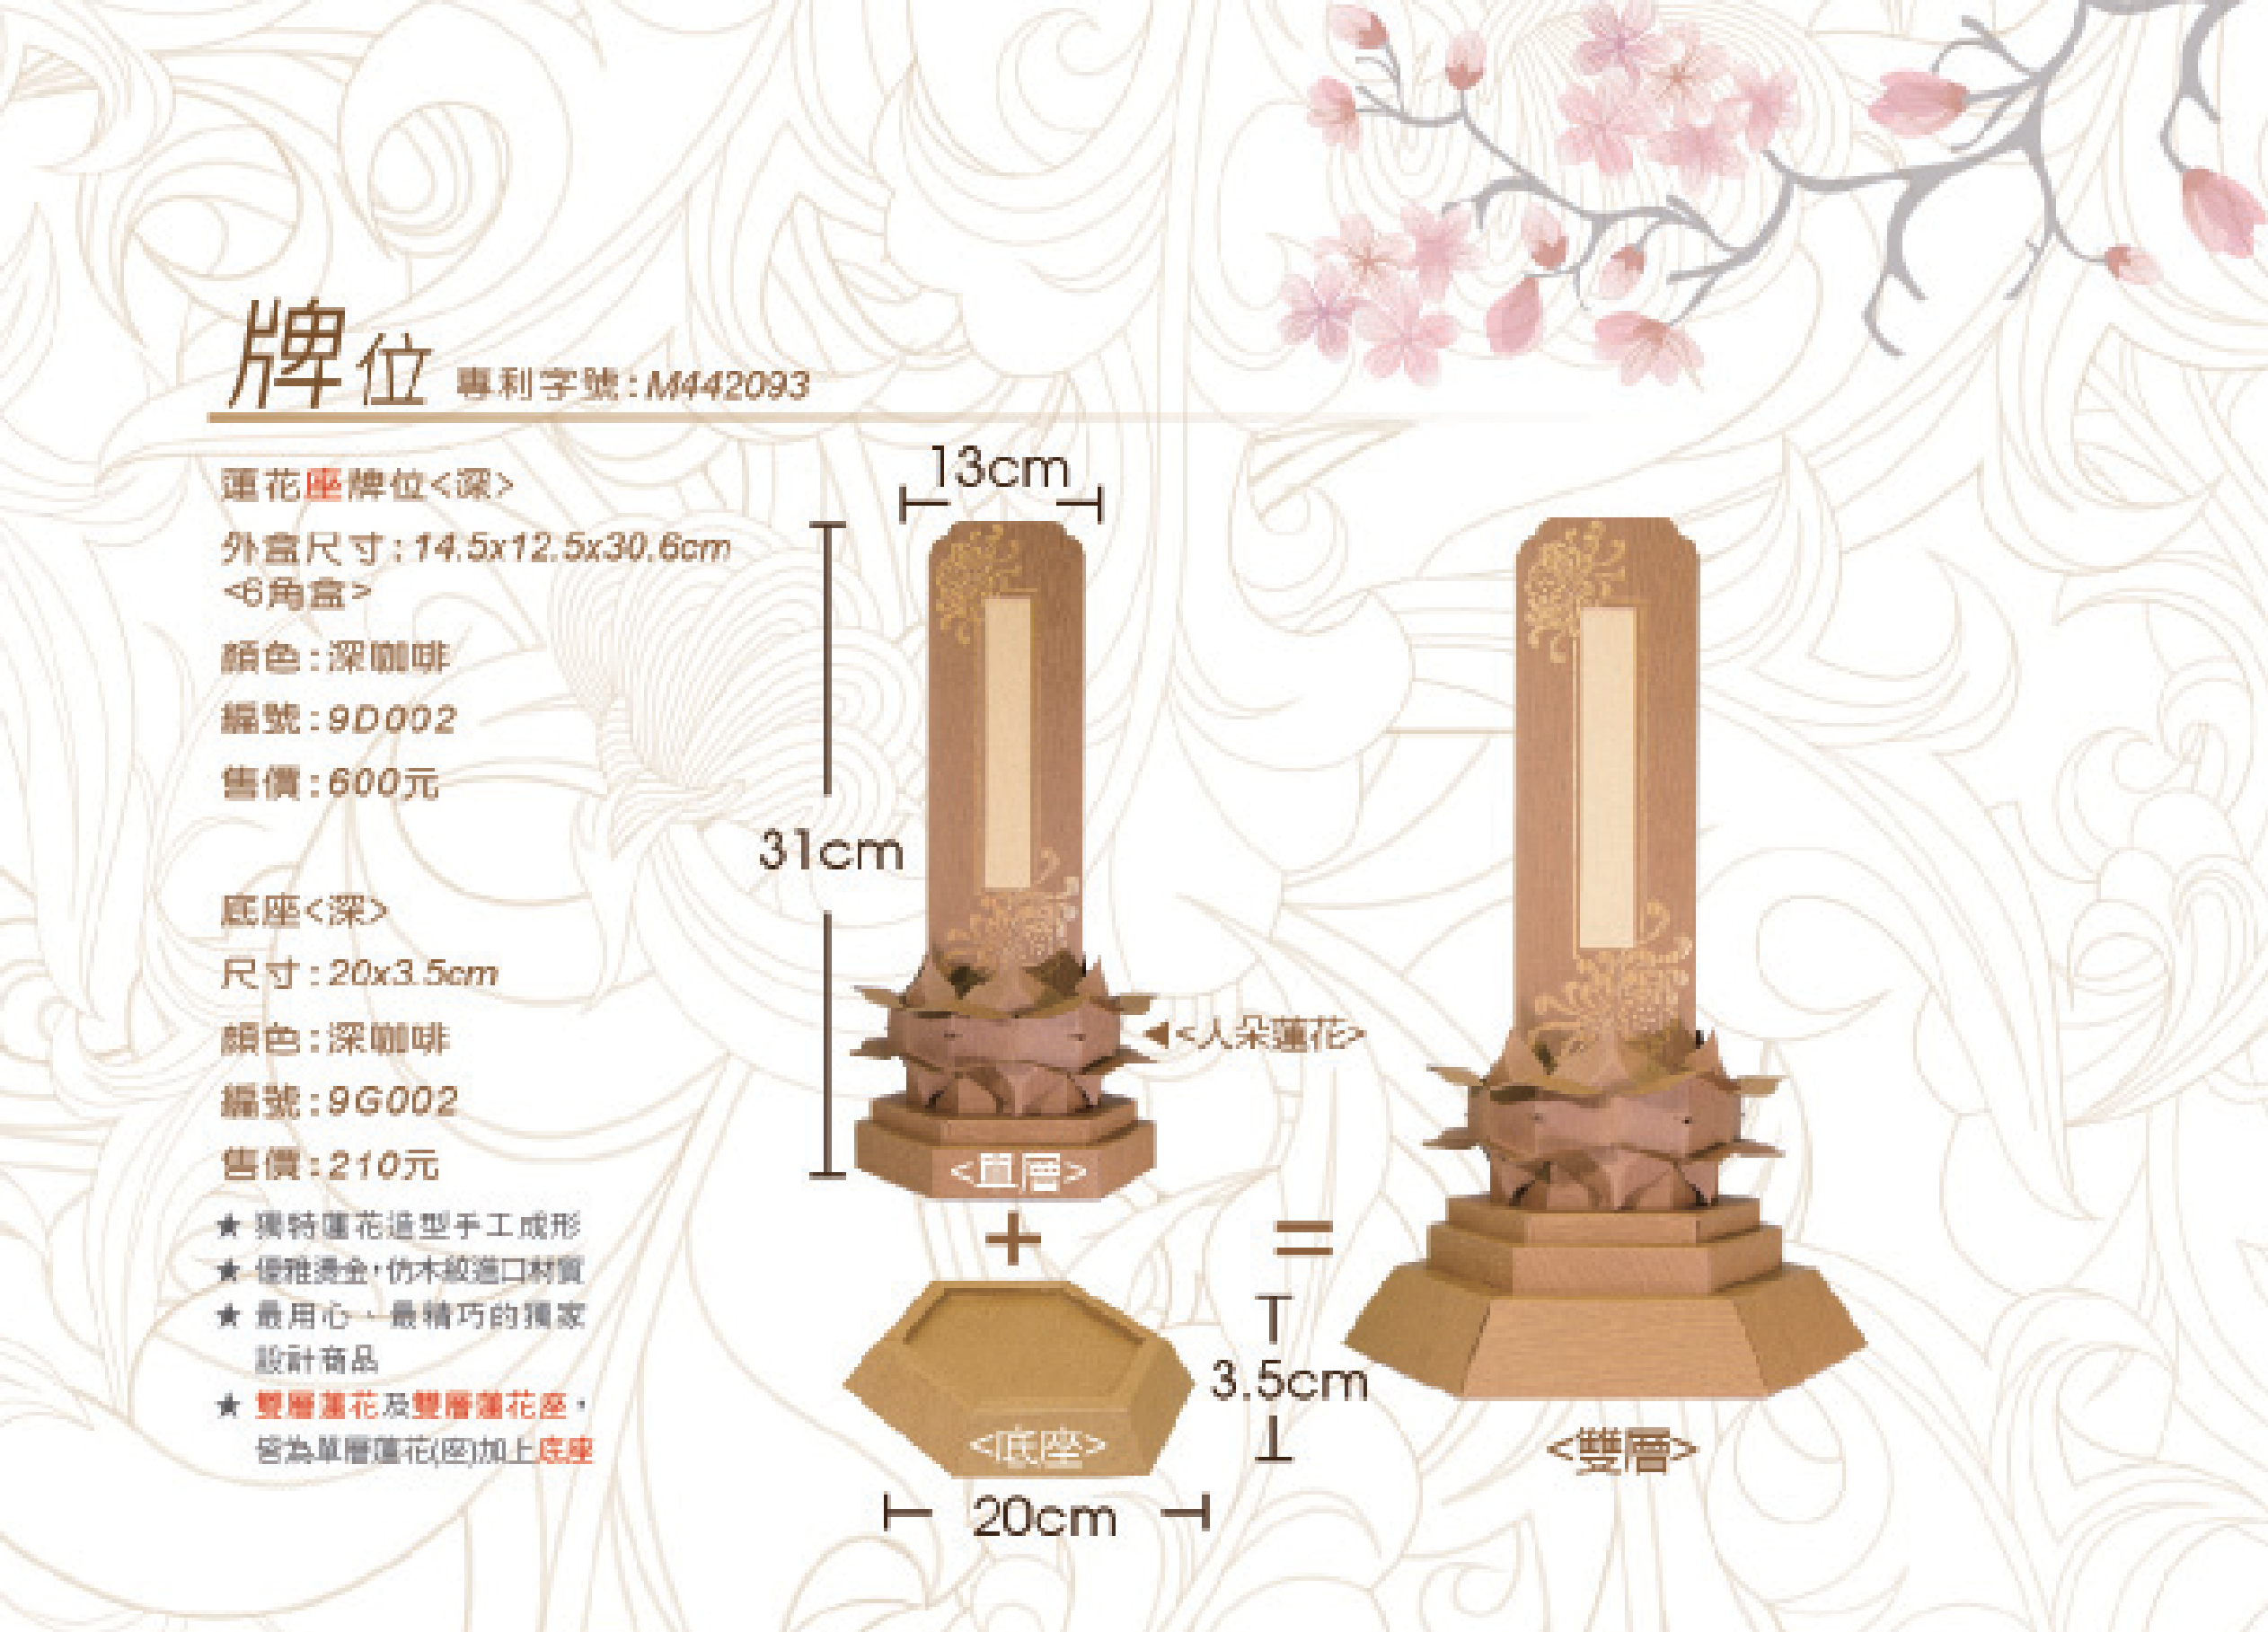 牌位 專利字號:M442093
蓮花座牌位<深>
外盒尺寸:14.5x12.5x30.6cm
<6角盒>
顏色:深咖啡
編號:9D002
售價:600元
底座<深>
尺寸:20x3.5cm
顏色:深咖啡
編號:9G002
售價:210元
★ 獨特蓮花造型手工成形
★ 優雅燙金,仿木紋進口材質
★ 最用心、最精巧的獨家
設計商品
★ 雙層蓮花及雙層蓮花座,
皆為單層蓮花(座)加上底座
13cm
31cm
◀<人朵蓮花>
<單層>
+
=
3.5cm
<底座>
20cm
<雙層>